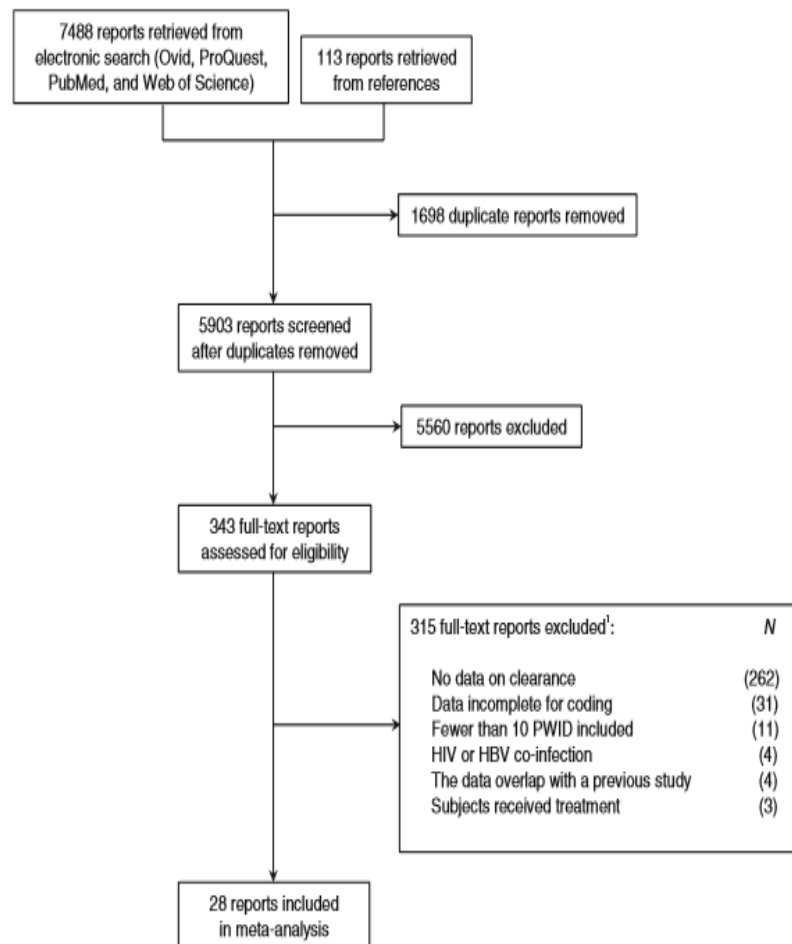 7488 reports retrieved from
electronic search (Ovid, ProQuest,
PubMed, and Web of Science)
113 reports retrieved
from references
1698 duplicate reports removed
5903 reports screened
after duplicates removed
5560 reports excluded
343 full-text reports
assessed for eligibility
315 full-text reports excluded¹: N
No data on clearance (262)
Data incomplete for coding (31)
Fewer than 10 PWID included (11)
HIV or HBV co-infection (4)
The data overlap with a previous study (4)
Subjects received treatment (3)
28 reports included
in meta-analysis